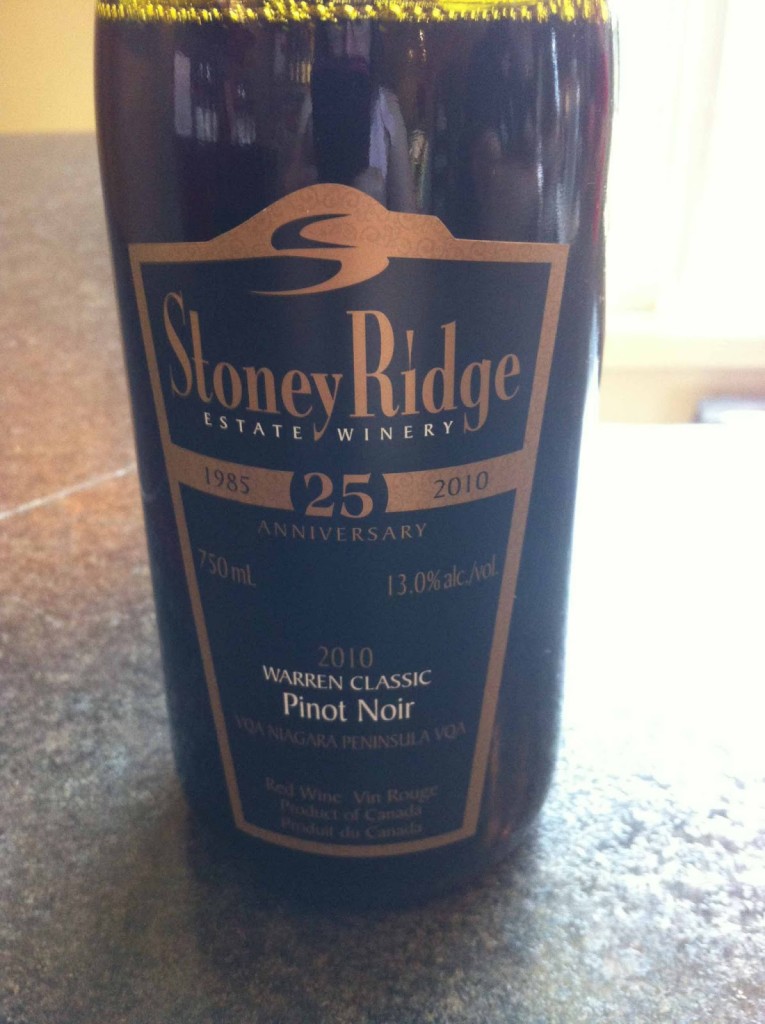 Stoney Ridge
ESTATE WINERY
1985 25 2010
ANNIVERSARY
750 mL 13.0% alc./vol.
2010
WARREN CLASSIC
Pinot Noir
VQA NIAGARA PENINSULA VQA
Red Wine Vin Rouge
Product of Canada
Produit du Canada